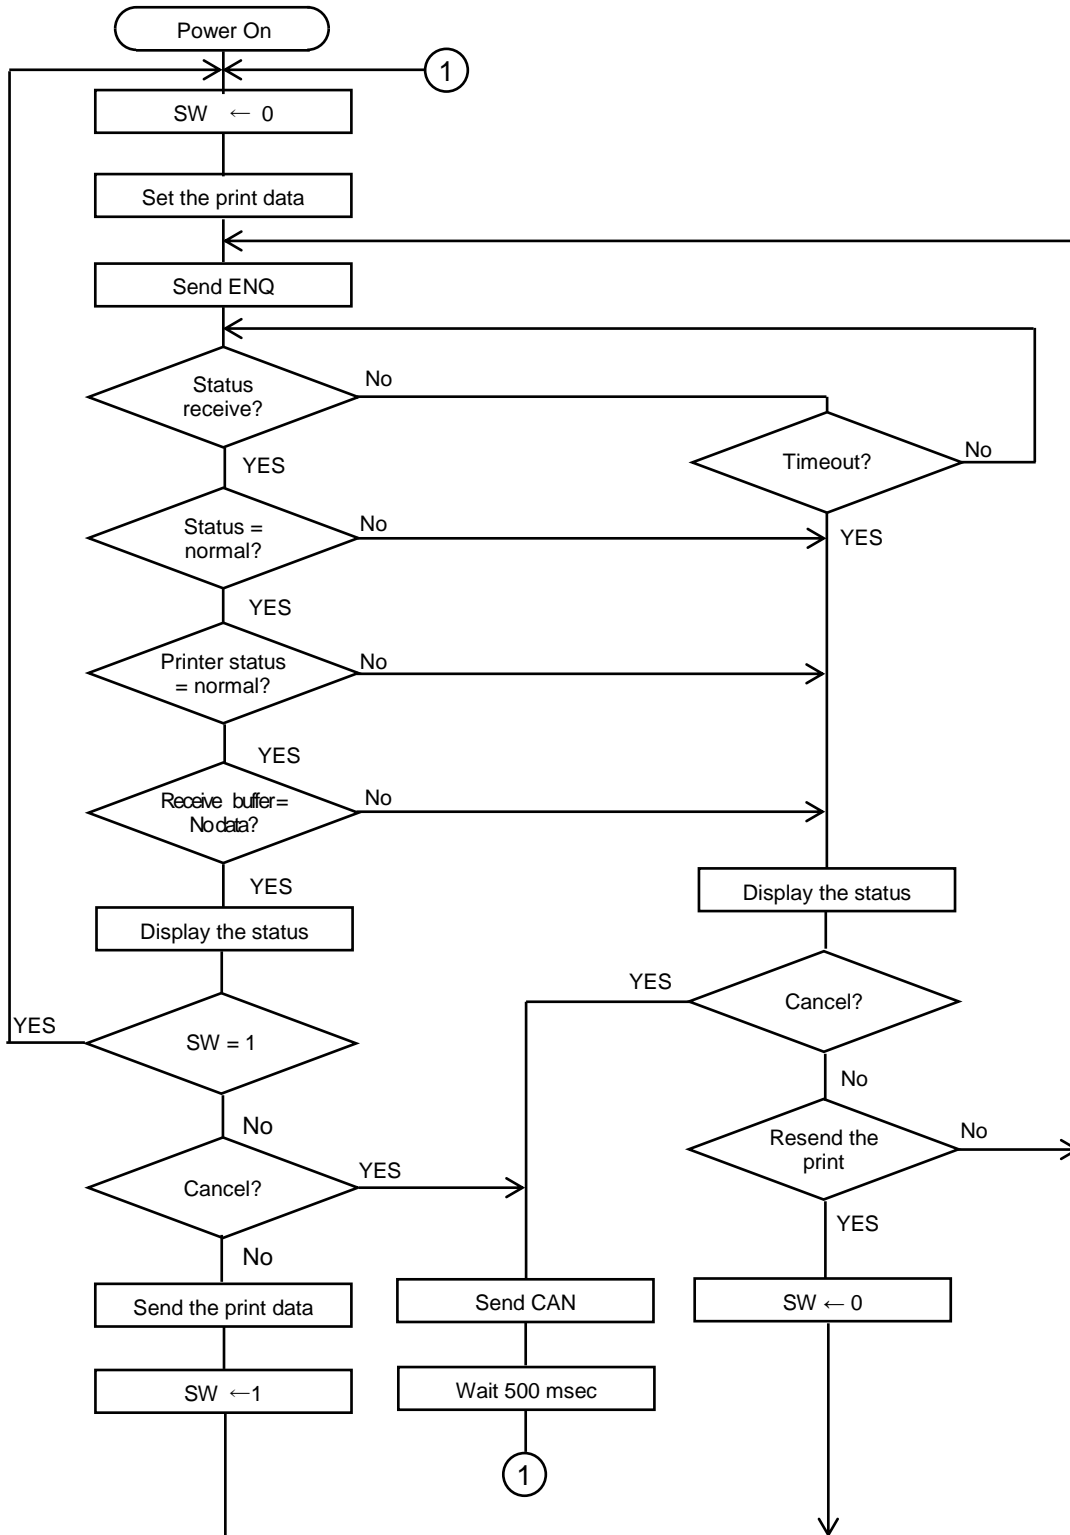 Power On
1
SW ← 0
Set the print data
Send ENQ
Status
receive?
No
YES
Timeout?
No
YES
Status =
normal?
No
YES
Printer status
= normal?
No
YES
Receive buffer=
No data?
No
YES
Display the status
Display the status
SW = 1
YES
No
Cancel?
YES
No
Resend the
print
No
YES
Cancel?
YES
No
Send the print data
Send CAN
SW ← 0
SW ←1
Wait 500 msec
1